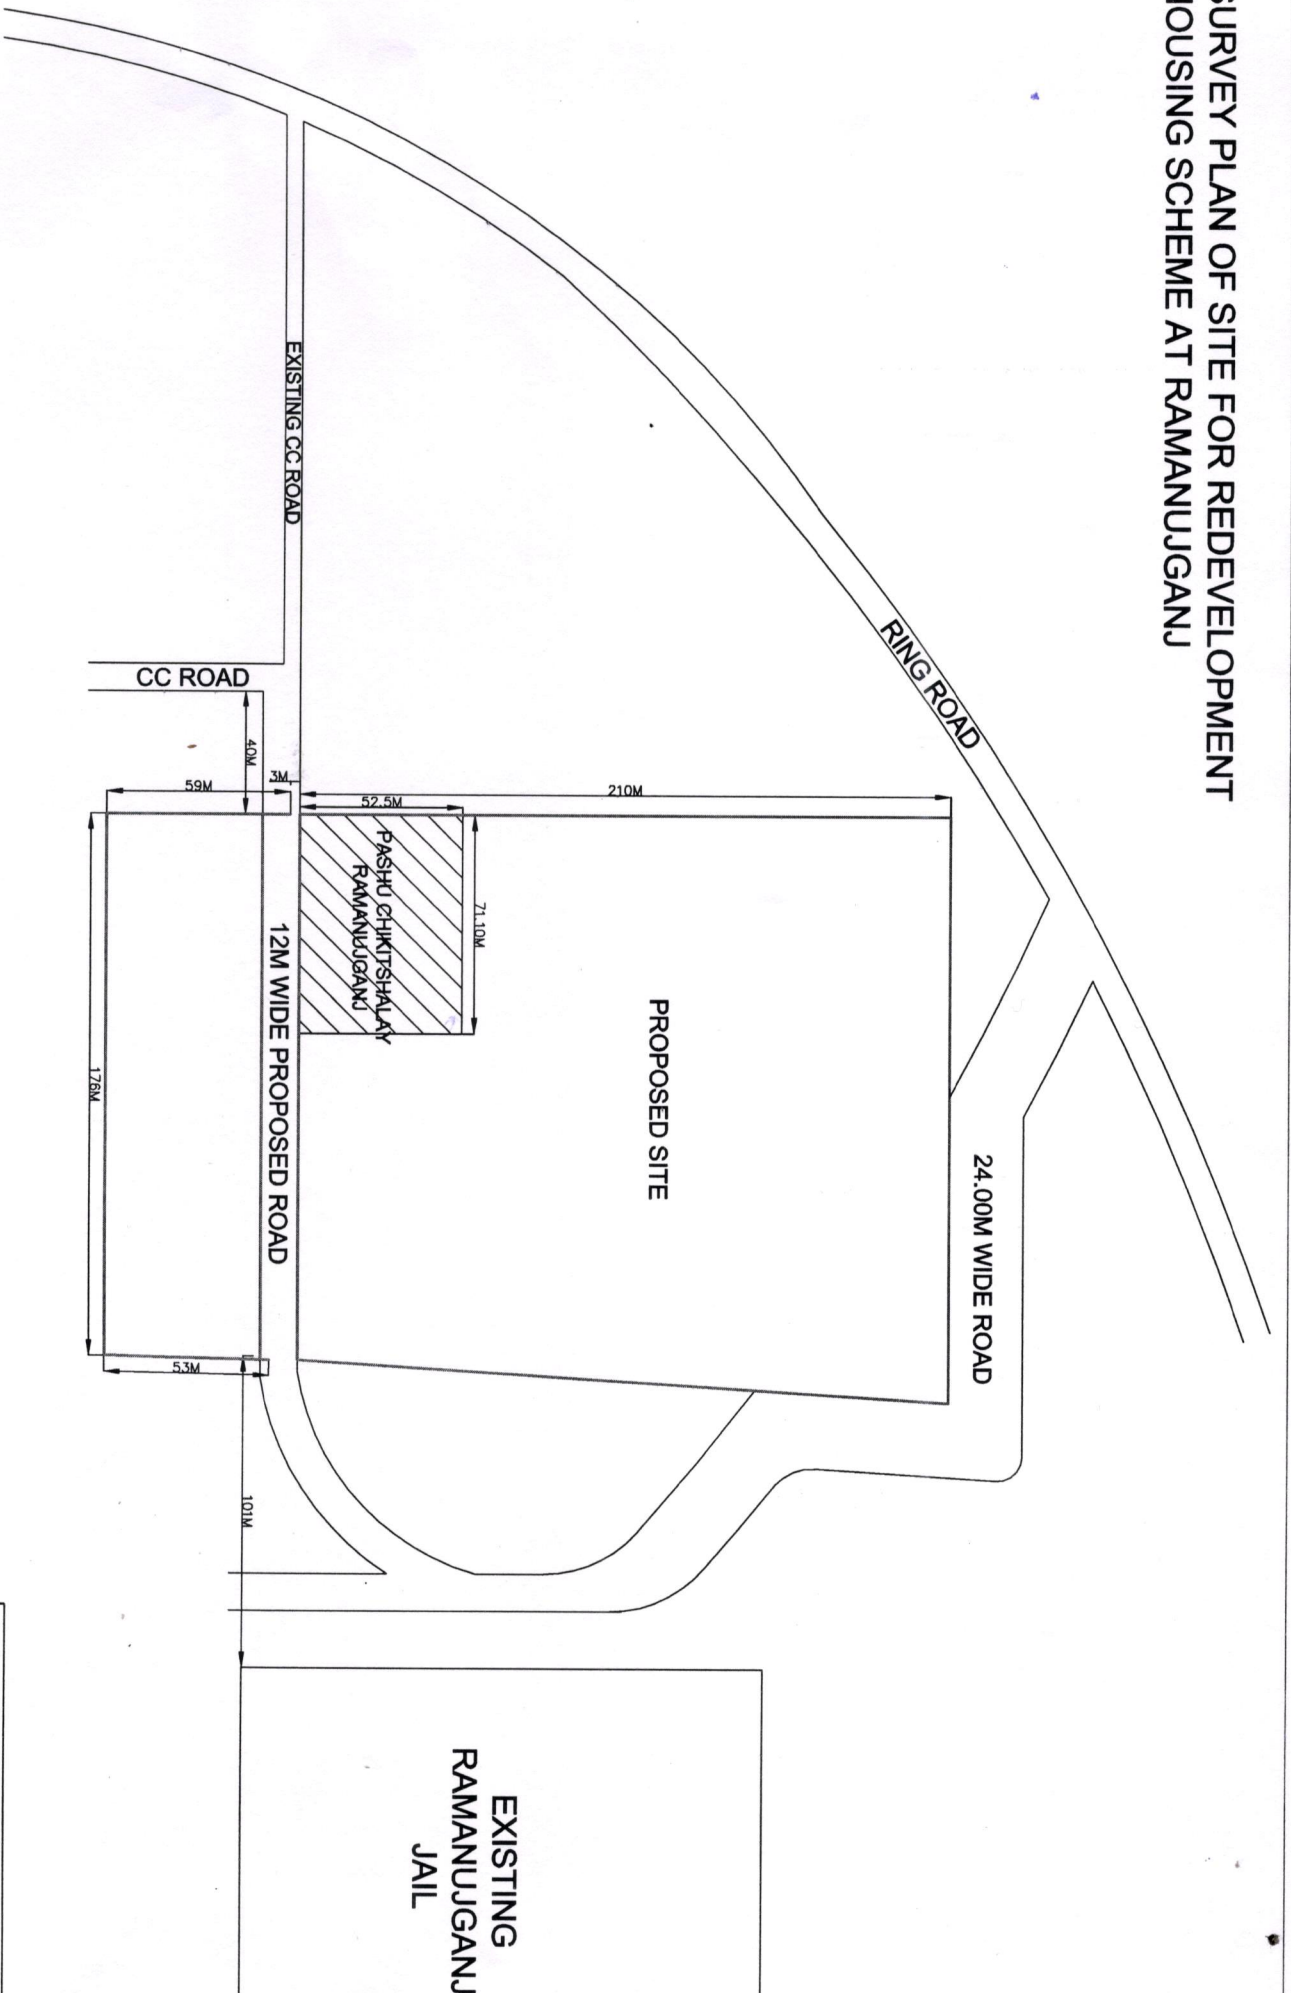 SURVEY PLAN OF SITE FOR REDEVELOPMENT
HOUSING SCHEME AT RAMANUJGANJ
RING ROAD
24.00M WIDE ROAD
210M
PROPOSED SITE
71.10M
52.5M
PASHU CHIKITSHALAY
RAMANUJGANJ
EXISTING CC ROAD
3M
12M WIDE PROPOSED ROAD
CC ROAD
40M
59M
176M
53M
101M
EXISTING
RAMANUJGANJ
JAIL